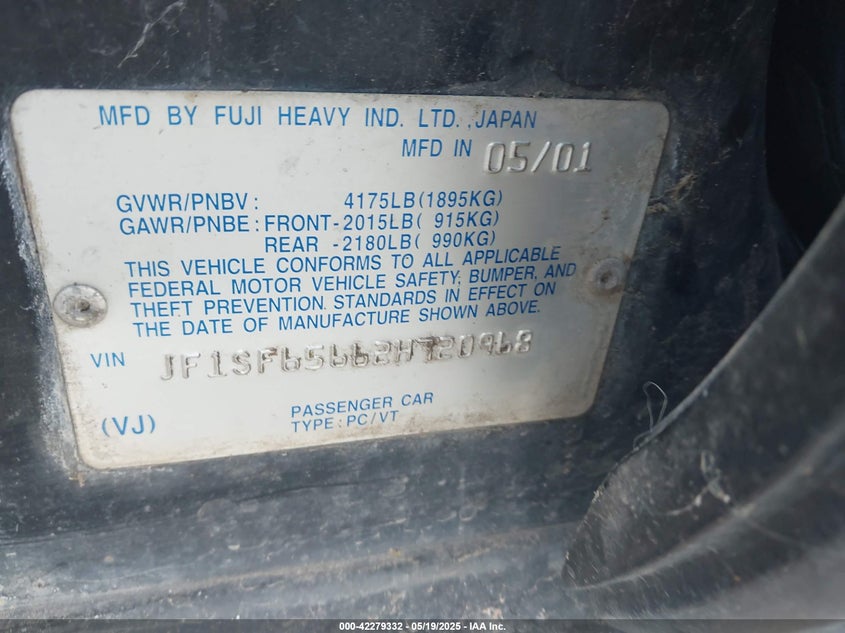 MFD BY FUJI HEAVY IND. LTD., JAPAN
MFD IN 05/01
GVWR/PNBV: 4175LB(1895KG)
GAWR/PNBE: FRONT-2015LB( 915KG)
REAR -2180LB( 990KG)
THIS VEHICLE CONFORMS TO ALL APPLICABLE
FEDERAL MOTOR VEHICLE SAFETY, BUMPER, AND
THEFT PREVENTION STANDARDS IN EFFECT ON
THE DATE OF MANUFACTURE SHOWN ABOVE.
VIN JF1SF65662H720968
(VJ) PASSENGER CAR
TYPE: PC/VT
000-42279332 - 05/19/2025 - IAA Inc.